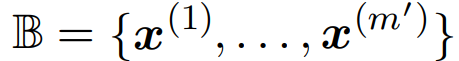 𝔹 = {𝒙⁽¹⁾, . . . , 𝒙⁽ᵐ′⁾}